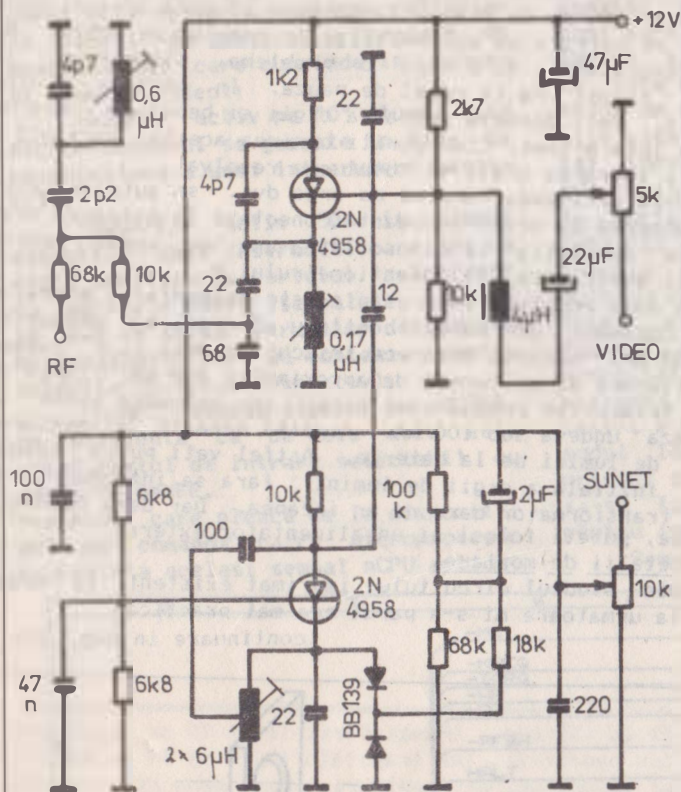 +12V
4p7
0,6
μH
1k2
22
2k7
47μF
2p2
4p7
2N
4958
5k
68k
10k
22
12
22μF
RF
68
0,17
μH
VIDEO
100
n
6k8
10k
100
k
2μF
SUNET
100
2N
4958
10k
47
n
6k8
22
BB139
68k
18k
220
2x 6μH